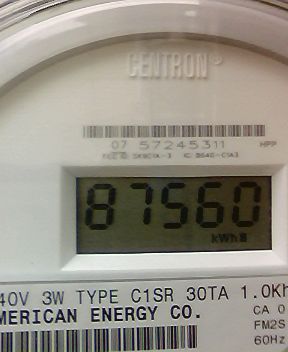 CENTRON®
07 57245311 HPP
87560
kWh
40V 3W TYPE C1SR 30TA 1.0Kh
MERICAN ENERGY CO.
CA 0
FM2S
60Hz